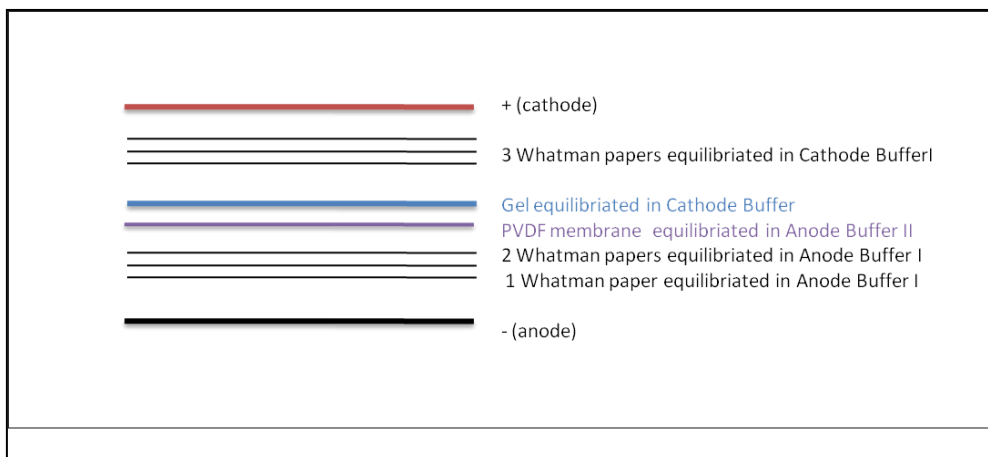 + (cathode)
3 Whatman papers equilibriated in Cathode BufferI
Gel equilibriated in Cathode Buffer
PVDF membrane equilibriated in Anode Buffer II
2 Whatman papers equilibriated in Anode Buffer I
1 Whatman paper equilibriated in Anode Buffer I
- (anode)